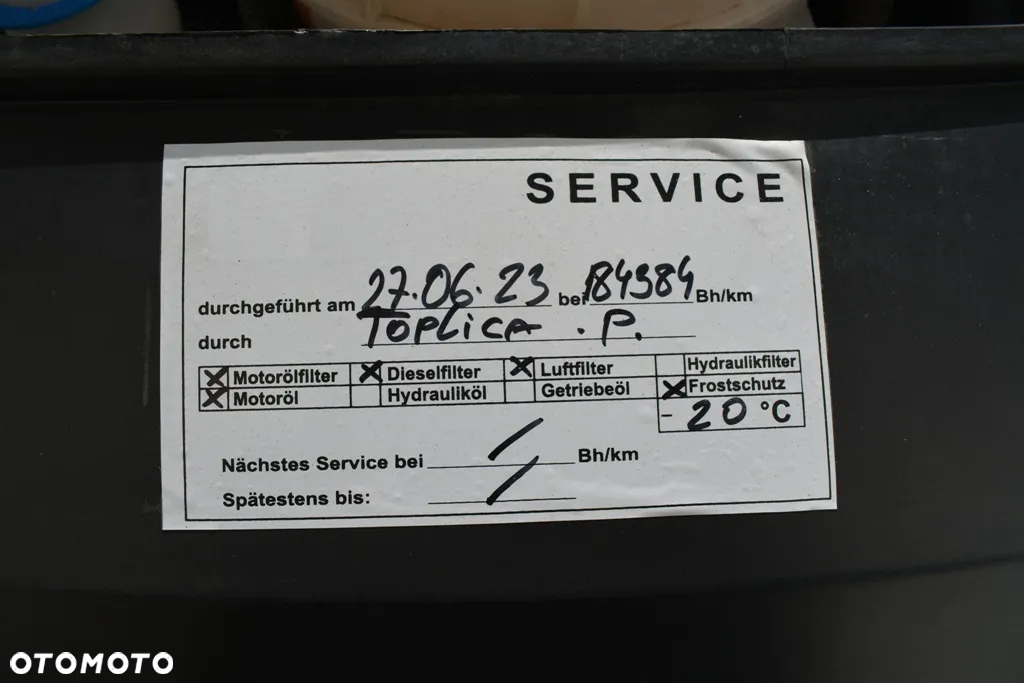 SERVICE
durchgeführt am 27.06.23 bei 184384 Bh/km
durch TOPLICA . P.
X Motorölfilter X Dieselfilter X Luftfilter Hydraulikfilter
X Motoröl Hydrauliköl Getriebeöl X Frostschutz
- 20 °C
Nächstes Service bei / Bh/km
Spätestens bis: /
OTOMOTO